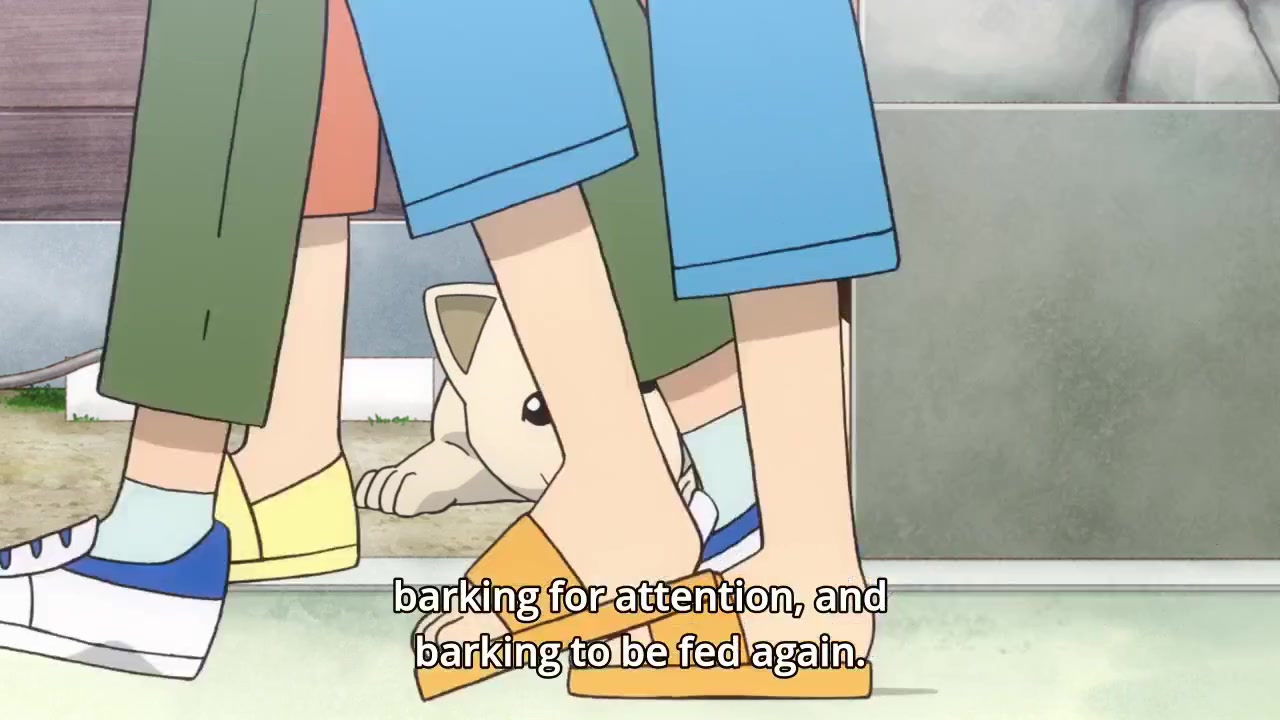 barking for attention, and
barking to be fed again.